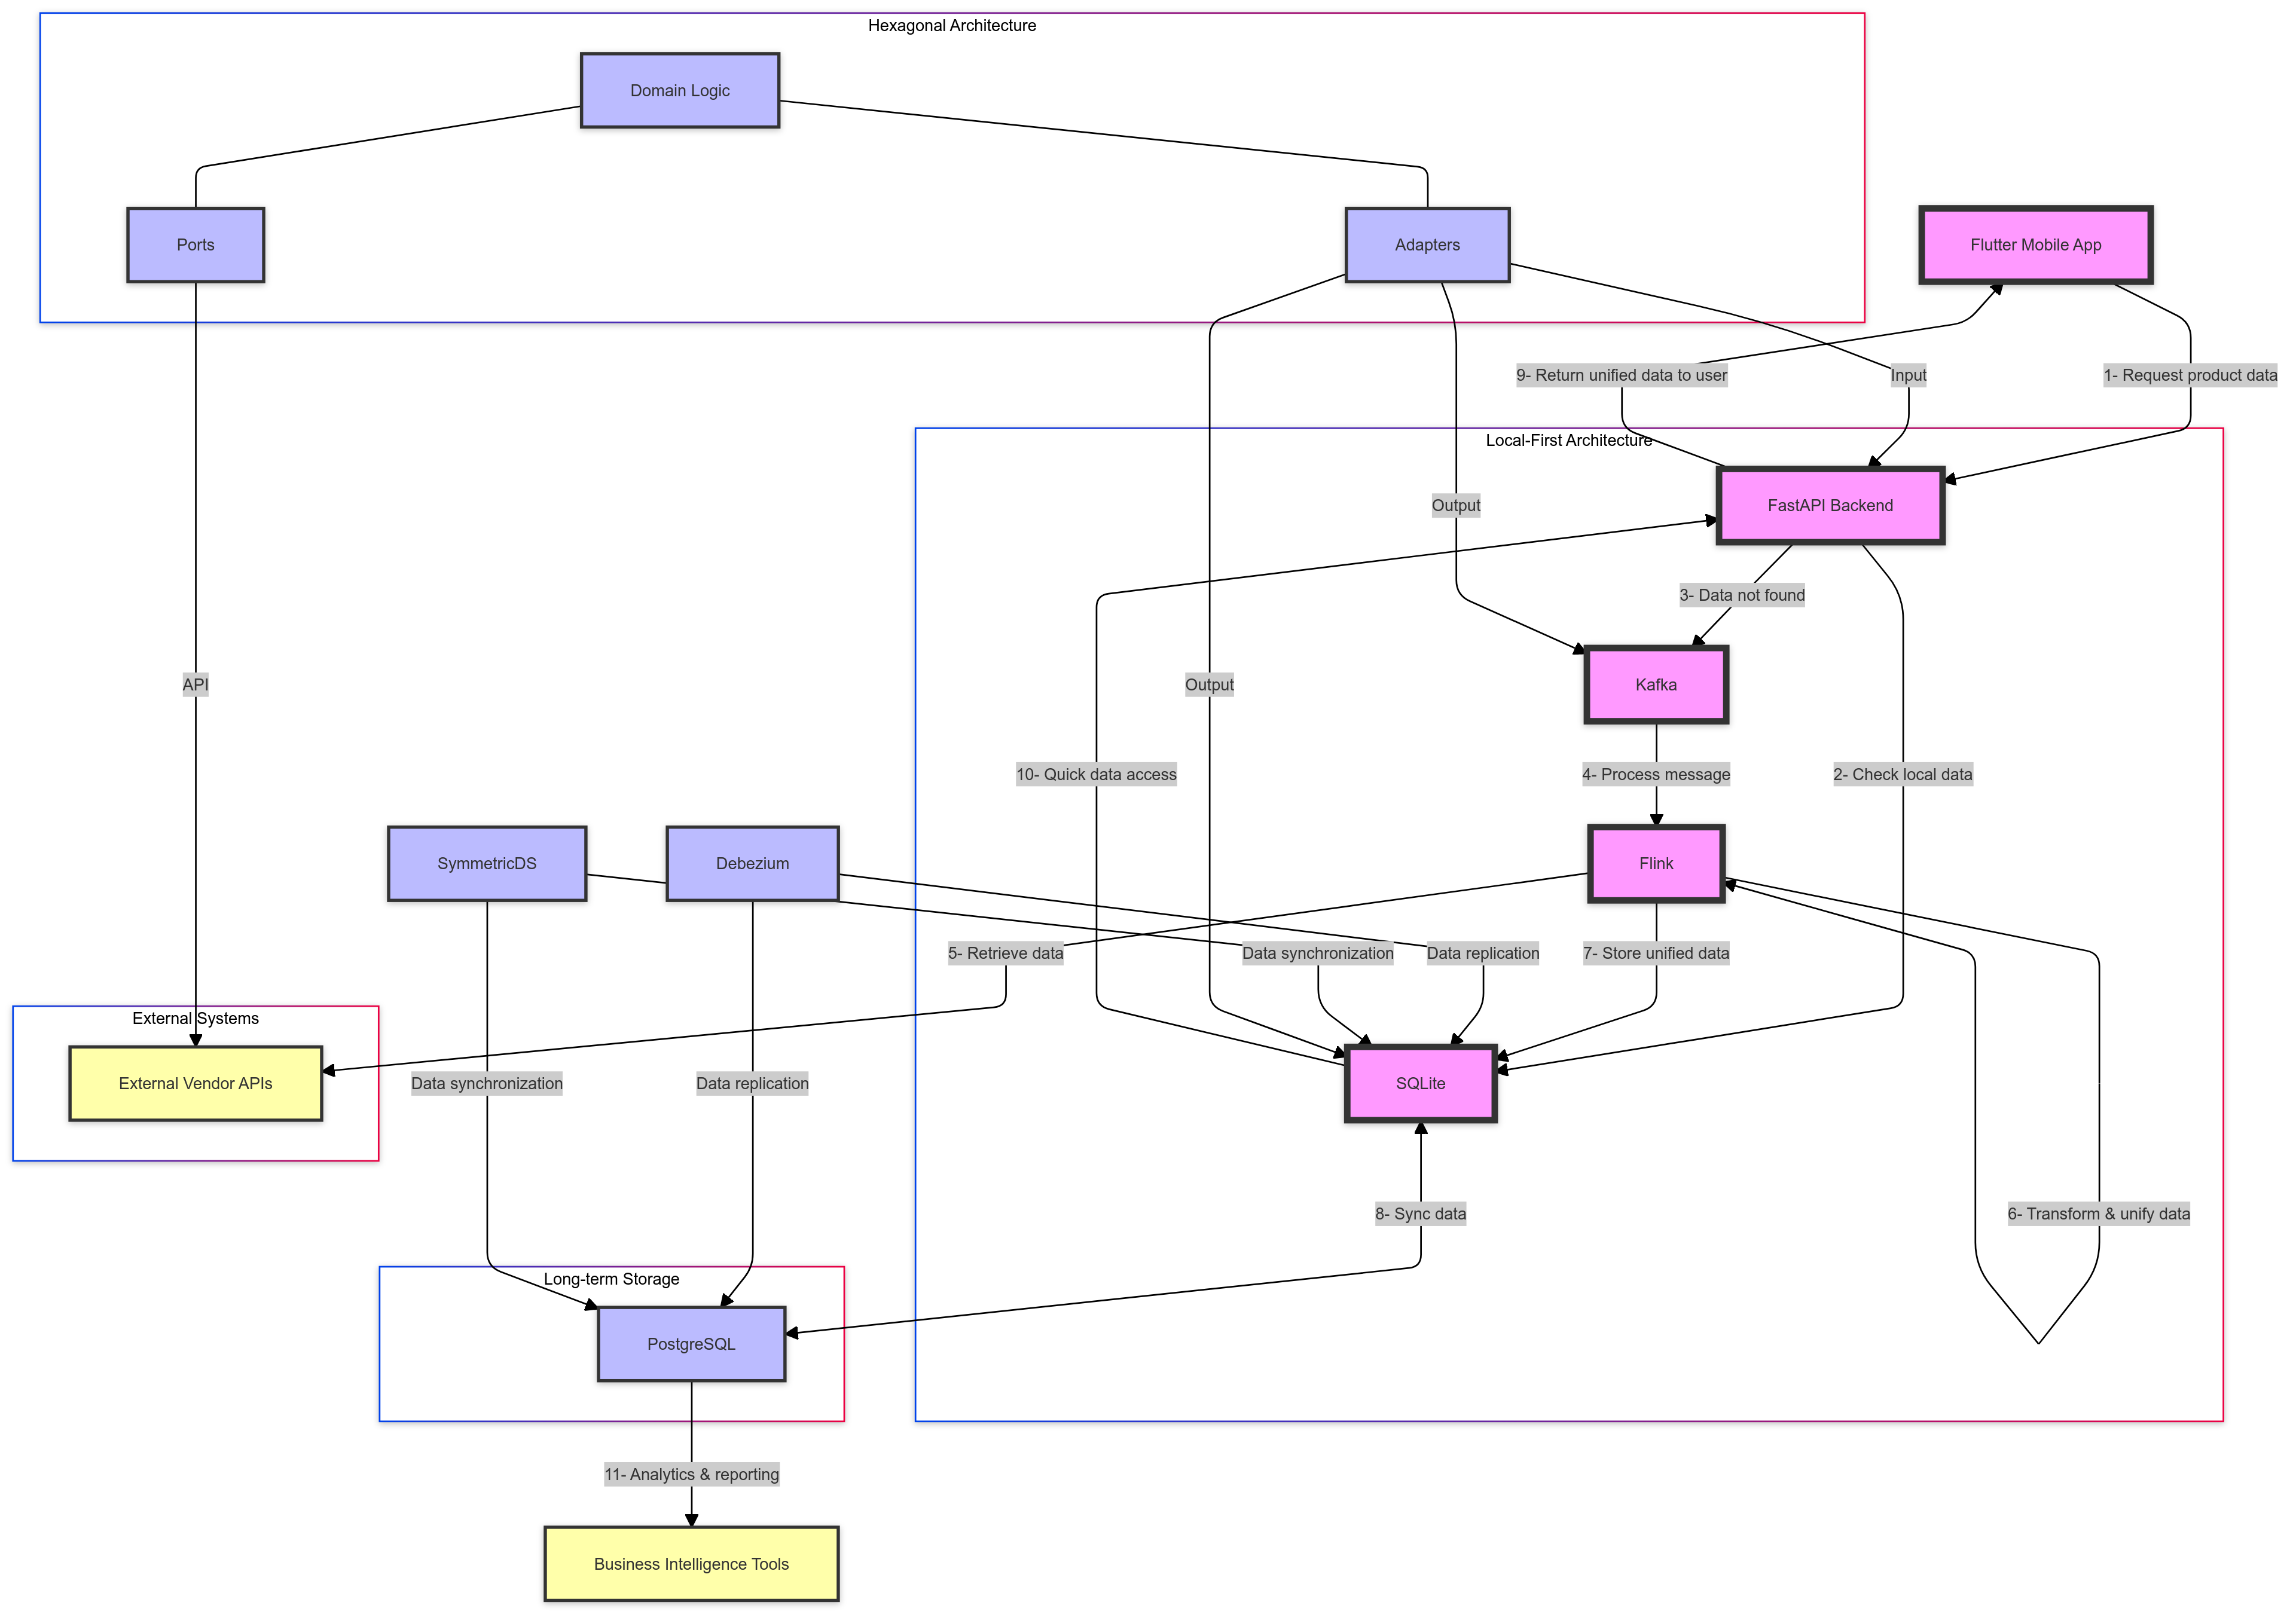 Hexagonal Architecture
Domain Logic
Ports
Adapters
Flutter Mobile App
9- Return unified data to user
Input
1- Request product data
Local-First Architecture
FastAPI Backend
Output
3- Data not found
Kafka
API
Output
10- Quick data access
4- Process message
2- Check local data
SymmetricDS
Debezium
Flink
5- Retrieve data
Data synchronization
Data replication
7- Store unified data
External Systems
External Vendor APIs
Data synchronization
Data replication
SQLite
8- Sync data
6- Transform & unify data
Long-term Storage
PostgreSQL
11- Analytics & reporting
Business Intelligence Tools